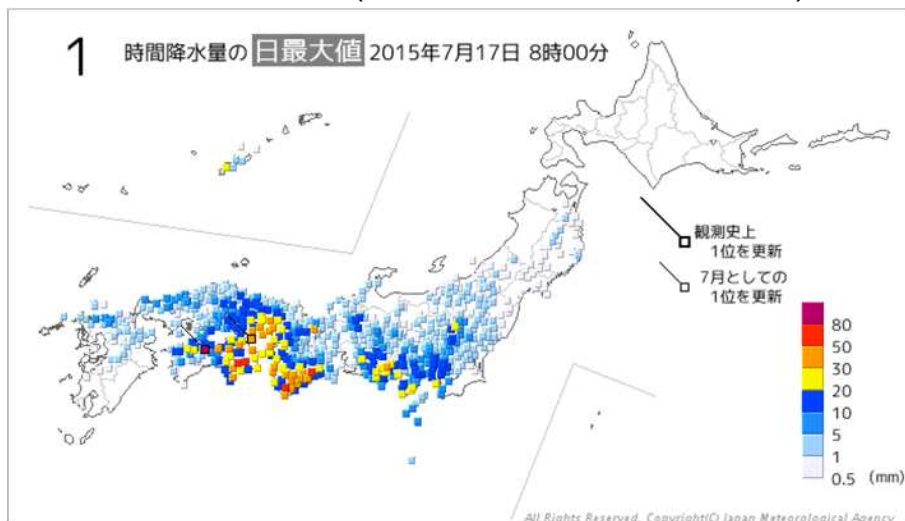 1 時間降水量の 日最大値 2015年7月17日 8時00分
観測史上
1位を更新
7月としての
1位を更新
80
50
30
20
10
5
1
0.5 (mm)
All Rights Reserved. Copyright(C) Japan Meteorological Agency